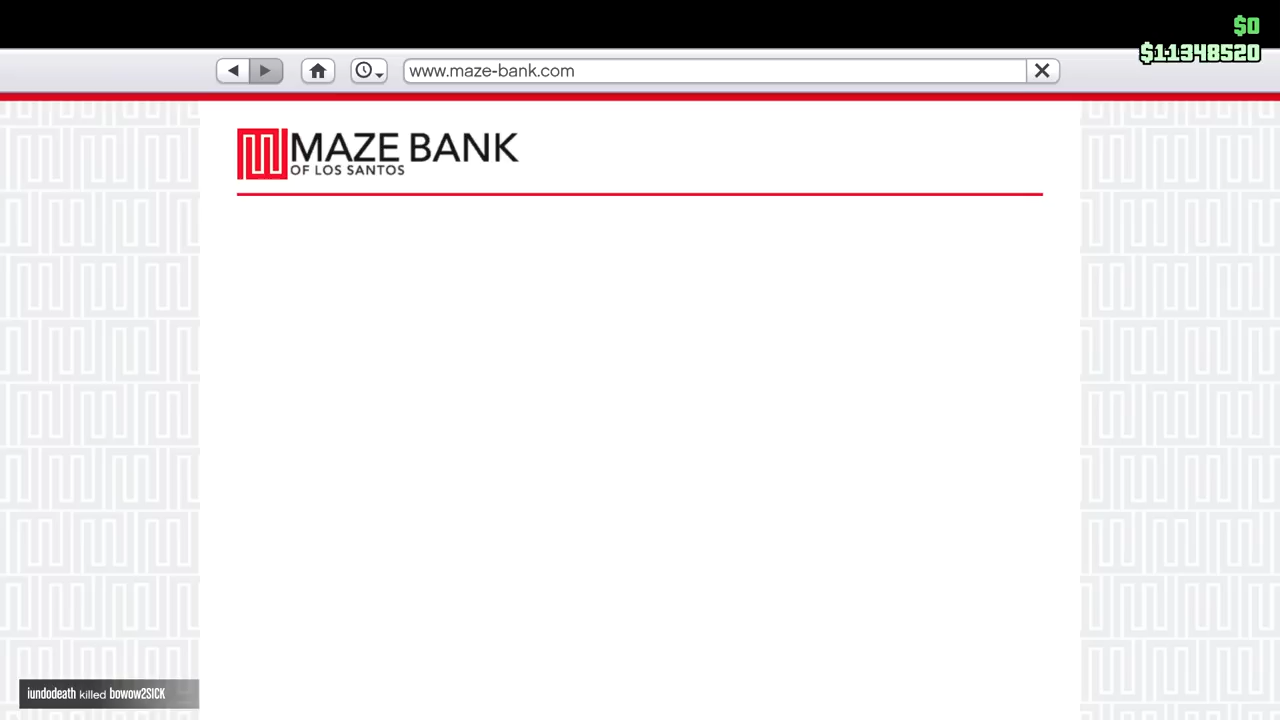 $0
$11348520
www.maze-bank.com
MAZE BANK
OF LOS SANTOS
iundodeath killed bowow2SICK